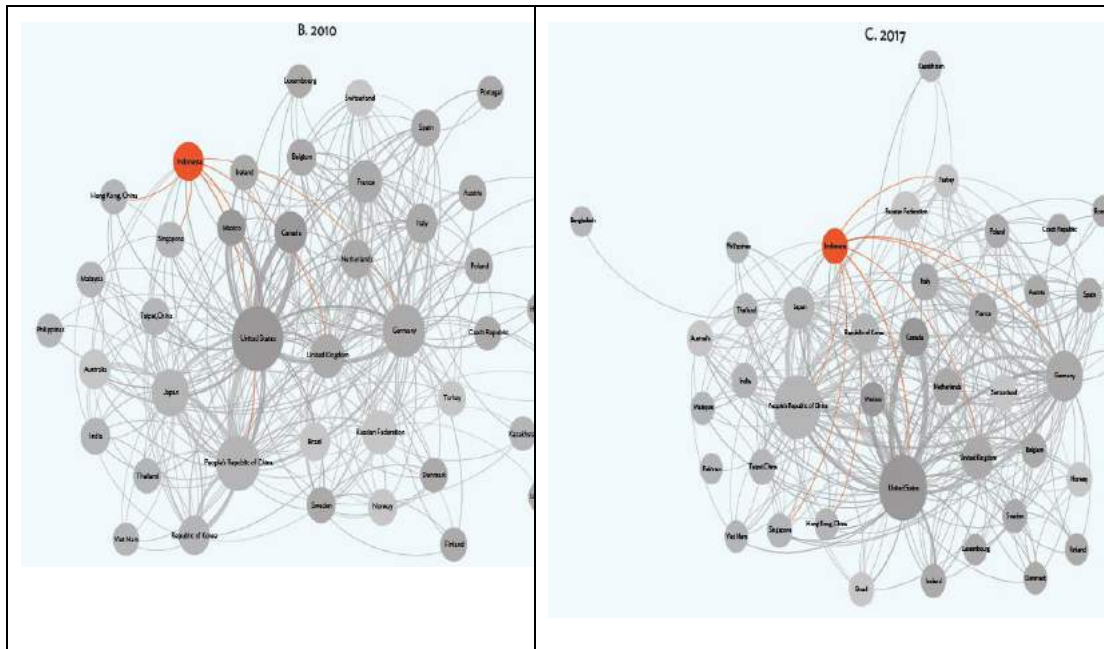 B. 2010
Luxembourg
Switzerland
Portugal
Spain
Indonesia
Ireland
Belgium
France
Austria
Hong Kong, China
Singapore
Mexico
Canada
Italy
Netherlands
Poland
Malaysia
Taipei,China
Philippines
United States
Germany
Czech Republic
United Kingdom
Australia
Japan
Turkey
India
Brazil
Russian Federation
Kazakhsta
People's Republic of China
Thailand
Denmark
Sweden
Norway
Viet Nam
Republic of Korea
Finland
C. 2017
Kazakhstan
Turkey
Bangladesh
Russian Federation
Philippines
Indonesia
Poland
Czech Republic
Italy
Austria
Spain
Thailand
Japan
France
Australia
Republic of Korea
Canada
India
Netherlands
Switzerland
Germany
Malaysia
People's Republic of China
Mexico
Pakistan
Taipei,China
United Kingdom
Belgium
Norway
United States
Viet Nam
Singapore
Hong Kong, China
Sweden
Luxembourg
Finland
Brazil
Ireland
Denmark